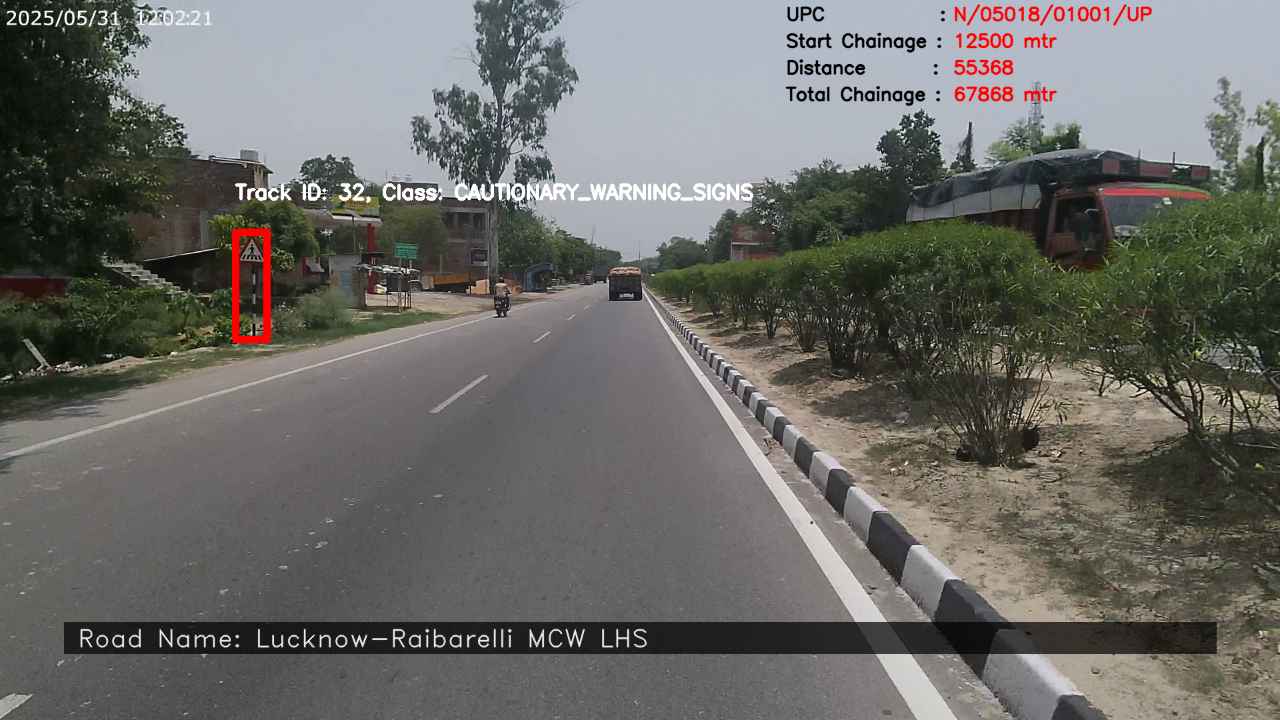 2025/05/31 12:02:21
UPC : N/05018/01001/UP
Start Chainage : 12500 mtr
Distance : 55368
Total Chainage : 67868 mtr
Track ID: 32, Class: CAUTIONARY_WARNING_SIGNS
Road Name: Lucknow-Raibarelli MCW LHS